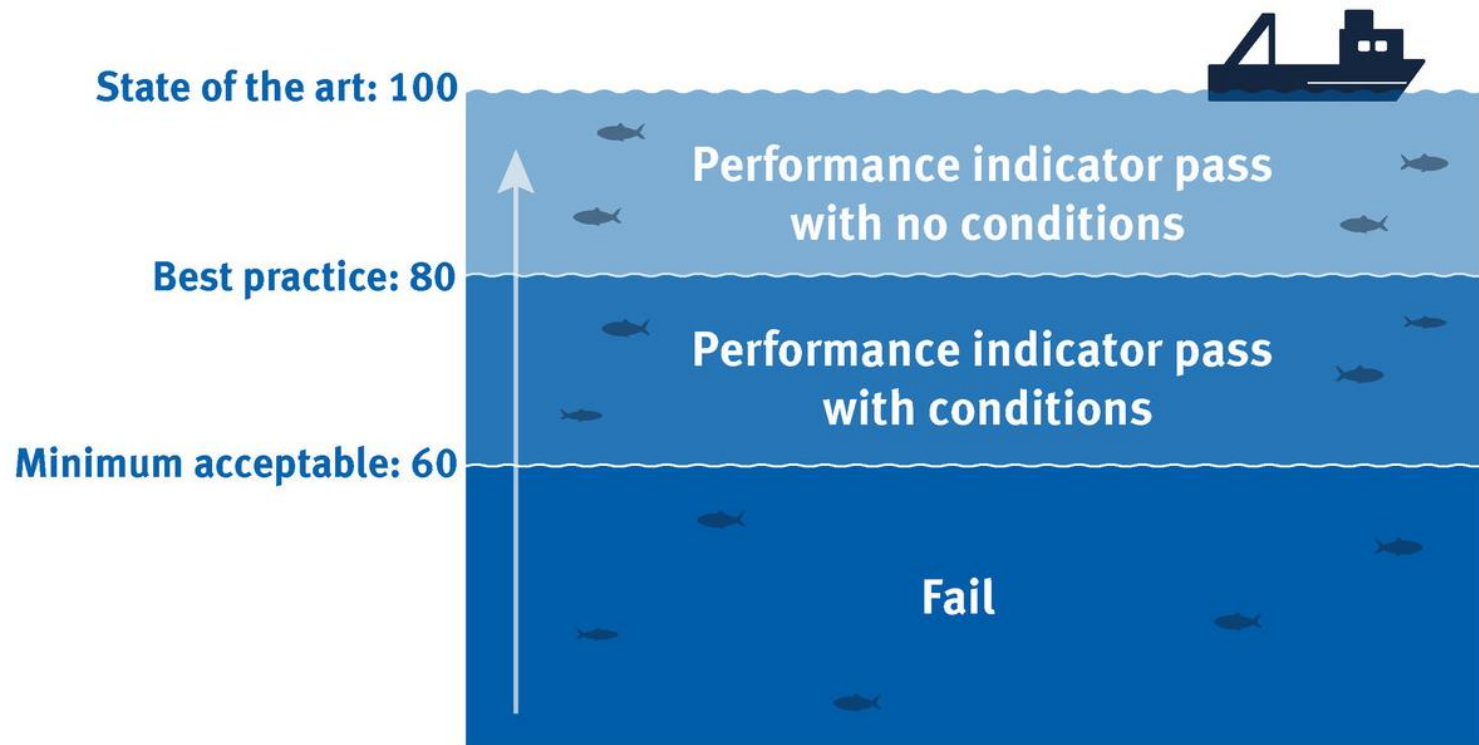 State of the art: 100
Performance indicator pass
with no conditions
Best practice: 80
Performance indicator pass
with conditions
Minimum acceptable: 60
Fail